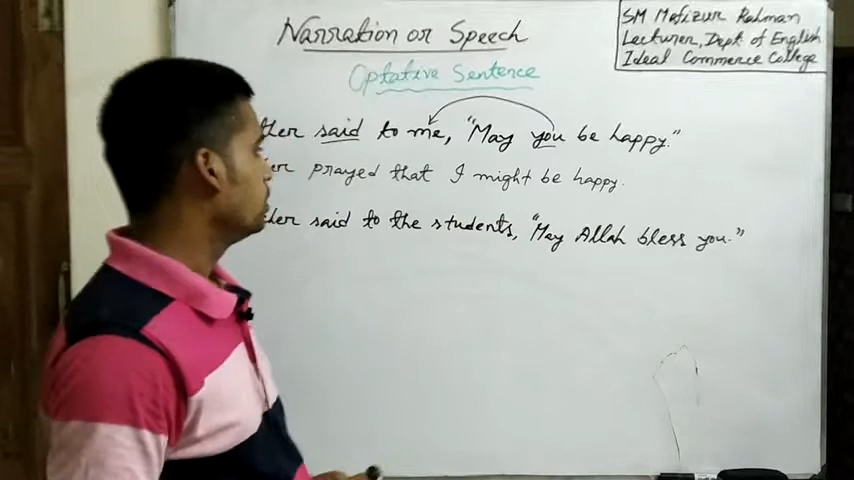 Narration or Speech
SM Mofizur Rahman
Lecturer, Dept of English
Ideal Commerce College
Optative Sentence
said to me, "May you be happy."
prayed that I might be happy.
said to the students, "May Allah bless you."